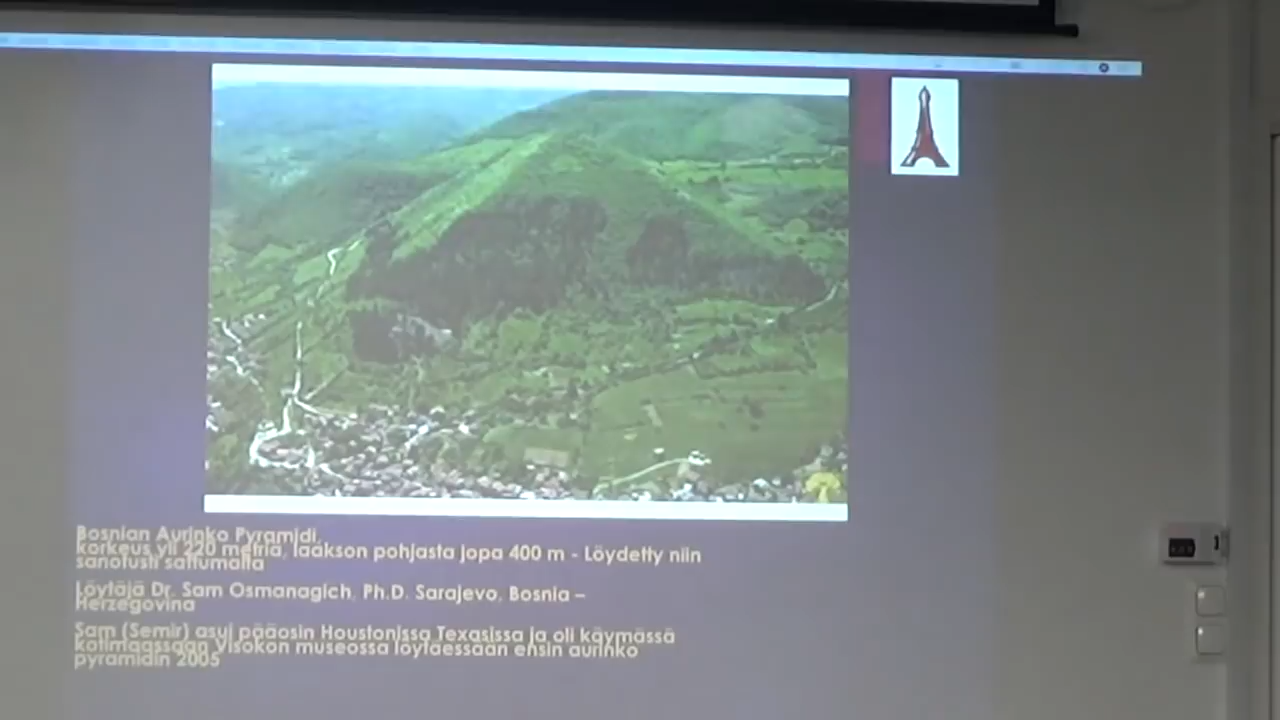 Bosnian Aurinko Pyramidi,
korkeus yli 220 metriä, laakson pohjasta jopa 400 m - Löydetty niin
sanotusti sattumalta
Löytäjä Dr. Sam Osmanagich, Ph.D. Sarajevo, Bosnia –
Herzegovina
Sam (Semir) asui pääosin Houstonissa Texasissa ja oli käymässä
kotimaassaan Visokon museossa löytäessään ensin aurinko
pyramidin 2005